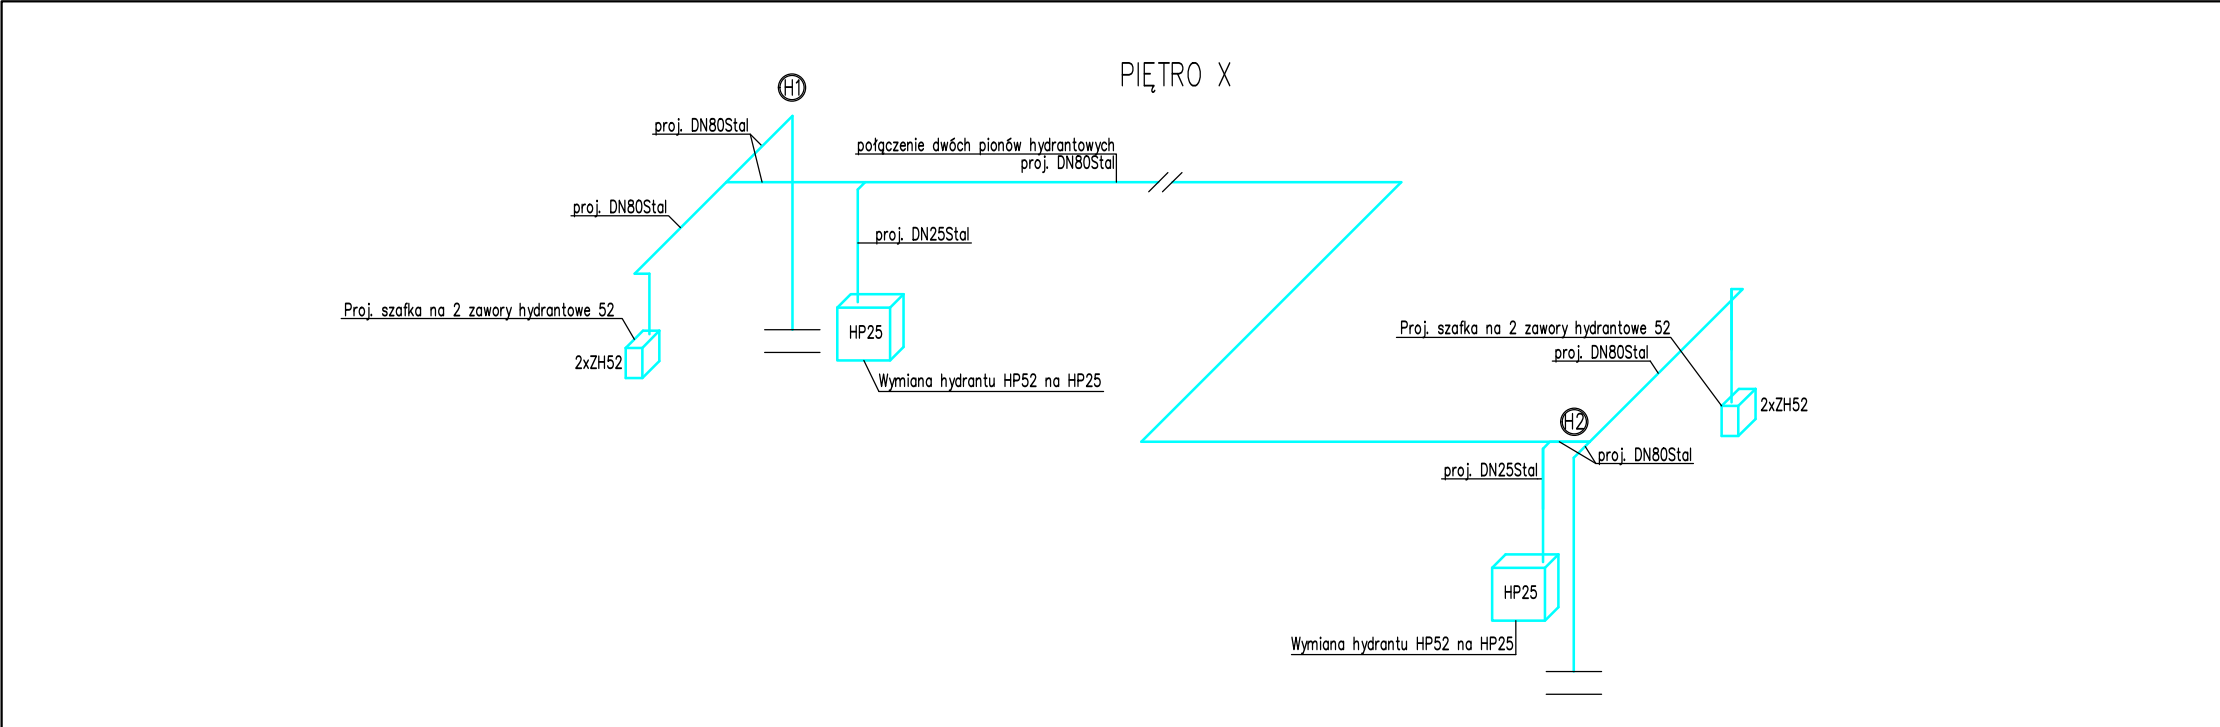 PIĘTRO X
H1
proj. DN80Stal
połączenie dwóch pionów hydrantowych
proj. DN80Stal
proj. DN80Stal
proj. DN25Stal
Proj. szafka na 2 zawory hydrantowe 52
2xZH52
HP25
Wymiana hydrantu HP52 na HP25
Proj. szafka na 2 zawory hydrantowe 52
proj. DN80Stal
2xZH52
H2
proj. DN80Stal
proj. DN25Stal
HP25
Wymiana hydrantu HP52 na HP25